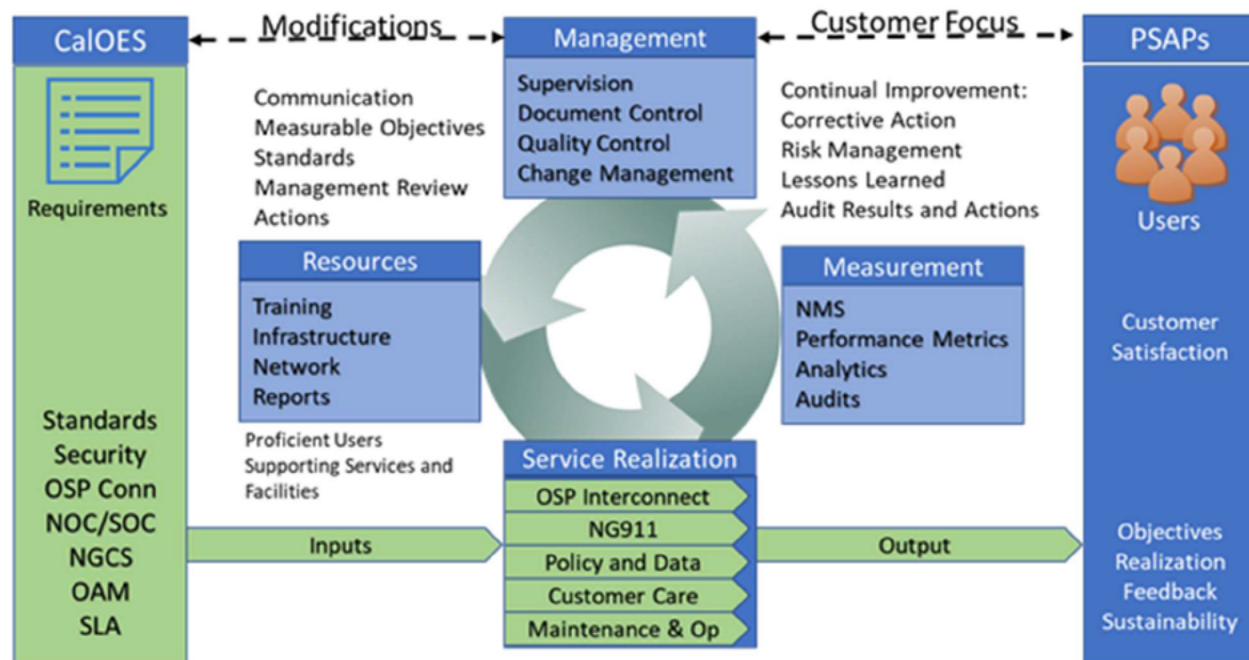 CalOES
Requirements
Standards
Security
OSP Conn
NOC/SOC
NGCS
OAM
SLA
Modifications
Communication
Measurable Objectives
Standards
Management Review
Actions
Management
Supervision
Document Control
Quality Control
Change Management
Customer Focus
Continual Improvement:
Corrective Action
Risk Management
Lessons Learned
Audit Results and Actions
Resources
Training
Infrastructure
Network
Reports
Proficient Users
Supporting Services and
Facilities
Measurement
NMS
Performance Metrics
Analytics
Audits
Inputs
Service Realization
OSP Interconnect
NG911
Policy and Data
Customer Care
Maintenance & Op
Output
PSAPs
Users
Customer
Satisfaction
Objectives
Realization
Feedback
Sustainability